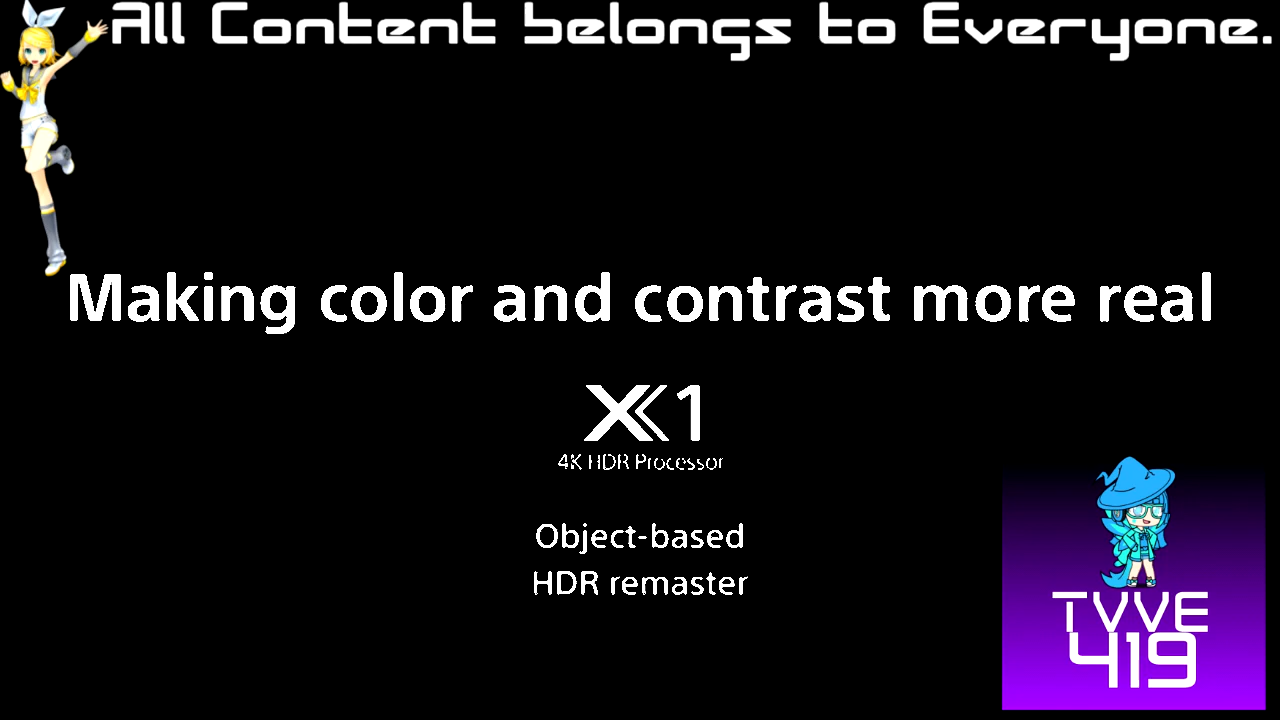 All Content belongs to Everyone.
Making color and contrast more real
X1
4K HDR Processor
Object-based
HDR remaster
TVVE
419